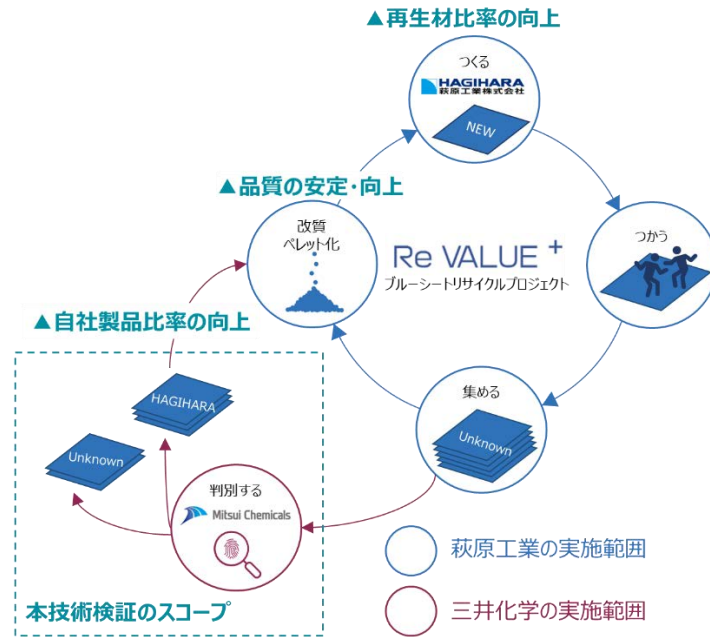 ▲再生材比率の向上
つくる
HAGIHARA
萩原工業株式会社
NEW
▲品質の安定・向上
改質
ペレット化
つかう
Re VALUE +
ブルーシートリサイクルプロジェクト
▲自社製品比率の向上
HAGIHARA
Unknown
集める
Unknown
判別する
Mitsui Chemicals
本技術検証のスコープ
萩原工業の実施範囲
三井化学の実施範囲